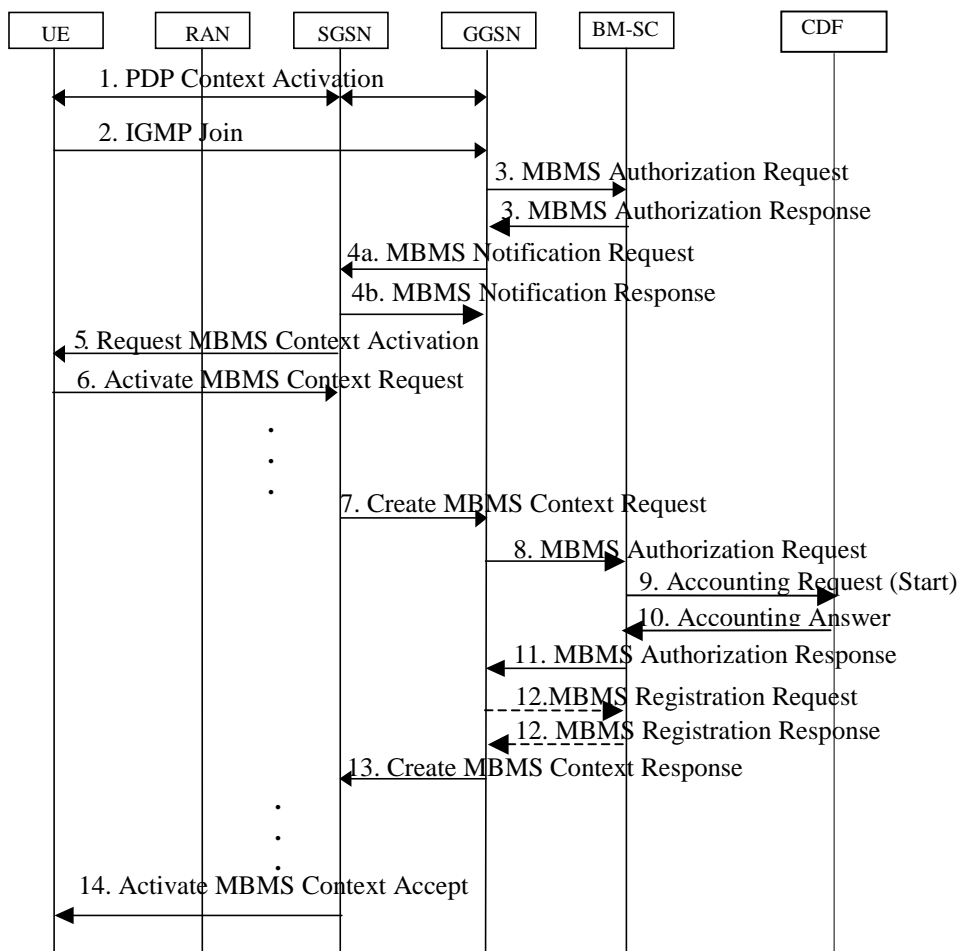 UE
RAN
SGSN
GGSN
BM-SC
CDF
1. PDP Context Activation
2. IGMP Join
3. MBMS Authorization Request
3. MBMS Authorization Response
4a. MBMS Notification Request
4b. MBMS Notification Response
5. Request MBMS Context Activation
6. Activate MBMS Context Request
7. Create MBMS Context Request
8. MBMS Authorization Request
9. Accounting Request (Start)
10. Accounting Answer
11. MBMS Authorization Response
12.MBMS Registration Request
12. MBMS Registration Response
13. Create MBMS Context Response
14. Activate MBMS Context Accept